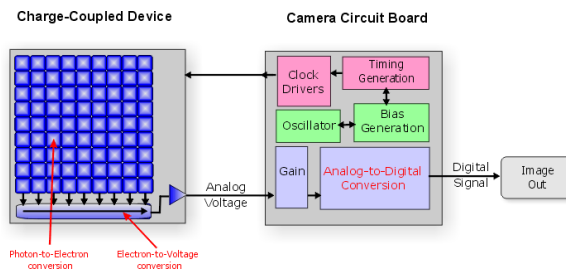 Charge-Coupled Device
Camera Circuit Board
Clock
Drivers
Timing
Generation
Oscillator
Bias
Generation
Gain
Analog-to-Digital
Conversion
Analog
Voltage
Digital
Signal
Image
Out
Photon-to-Electron
conversion
Electron-to-Voltage
conversion